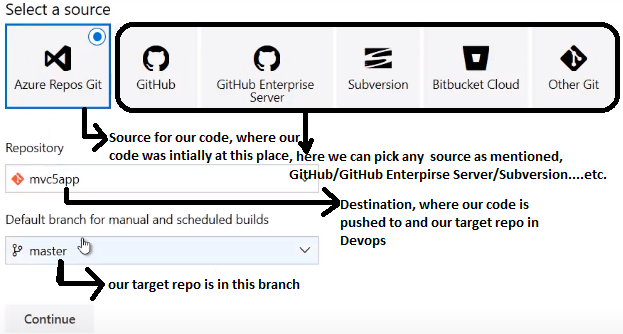 Select a source
Azure Repos Git
GitHub
GitHub Enterprise
Server
Subversion
Bitbucket Cloud
Other Git
Source for our code, where our
code was intially at this place, here we can pick any source as mentioned,
GitHub/GitHub Enterpirse Server/Subversion....etc.
Repository
mvc5app
Destination, where our code is
pushed to and our target repo in
Devops
Default branch for manual and scheduled builds
master
our target repo is in this branch
Continue